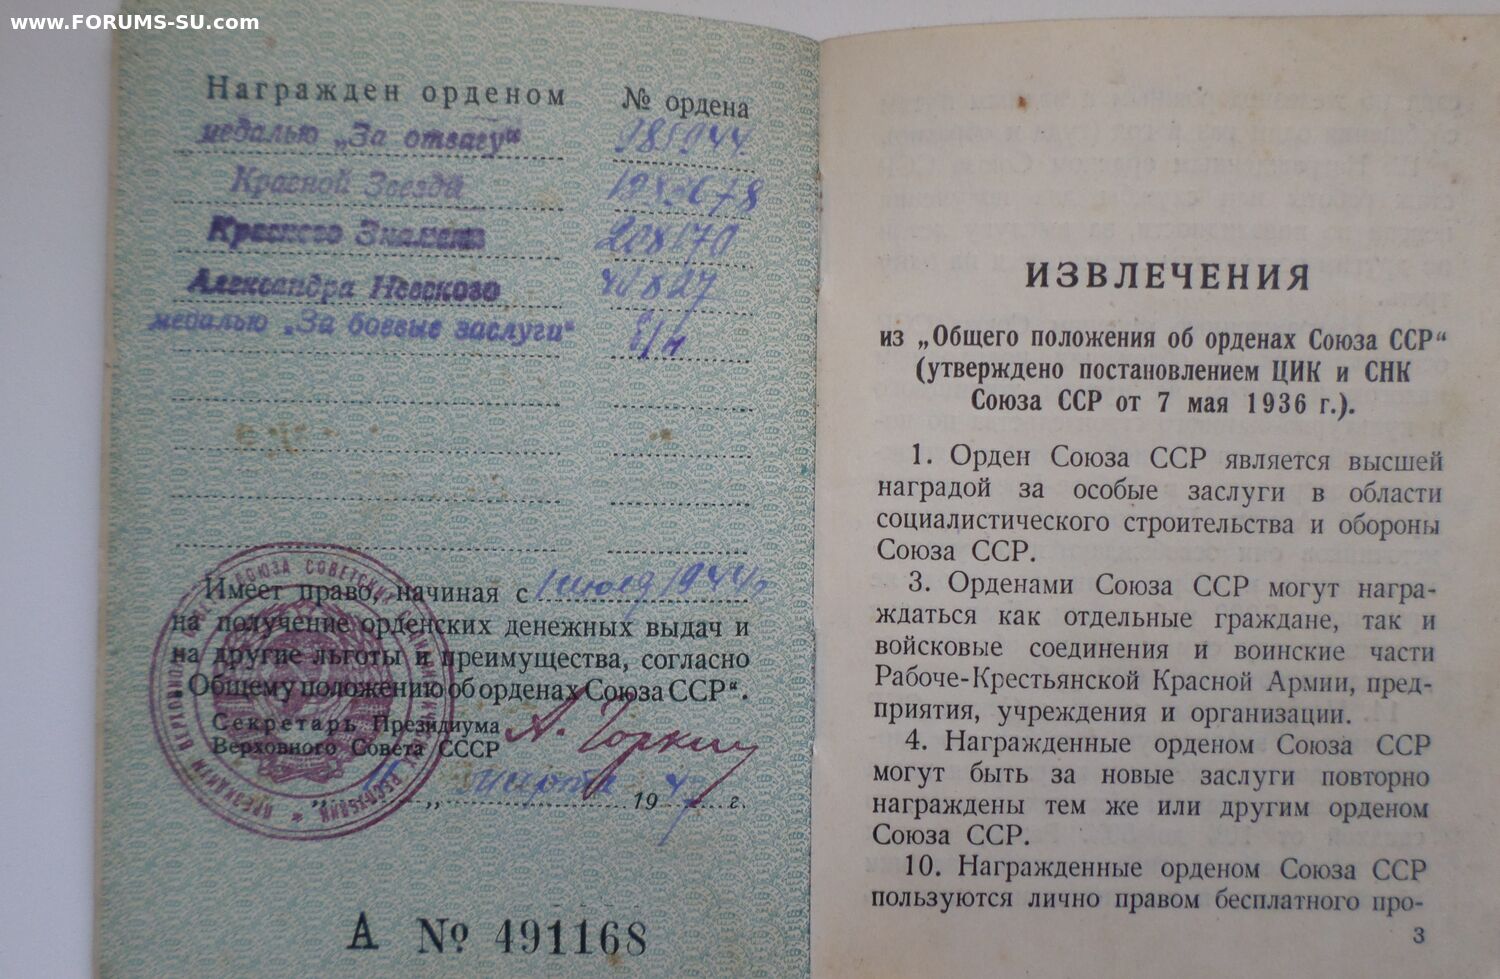 www.FORUMS-SU.com
Награжден орденом № ордена
медалью „За отвагу“ 985944
Красной Звезды
Красного Знамени 208170
Александра Невского
медалью „За боевые заслуги“ б/н
Имеет право, начиная с 1 июля 1944 г.
на получение орденских денежных выдач и
на другие льготы и преимущества, согласно
„Общему положению об орденах Союза ССР“.
Секретарь Президиума
Верховного Совета СССР А. Горкин
марта 1947 г.
А № 491168
ИЗВЛЕЧЕНИЯ
из „Общего положения об орденах Союза ССР“
(утверждено постановлением ЦИК и СНК
Союза ССР от 7 мая 1936 г.).
1. Орден Союза ССР является высшей
наградой за особые заслуги в области
социалистического строительства и обороны
Союза ССР.
3. Орденами Союза ССР могут награ-
ждаться как отдельные граждане, так и
войсковые соединения и воинские части
Рабоче-Крестьянской Красной Армии, пред-
приятия, учреждения и организации.
4. Награжденные орденом Союза ССР
могут быть за новые заслуги повторно
награждены тем же или другим орденом
Союза ССР.
10. Награжденные орденом Союза ССР
пользуются лично правом бесплатного про-
3